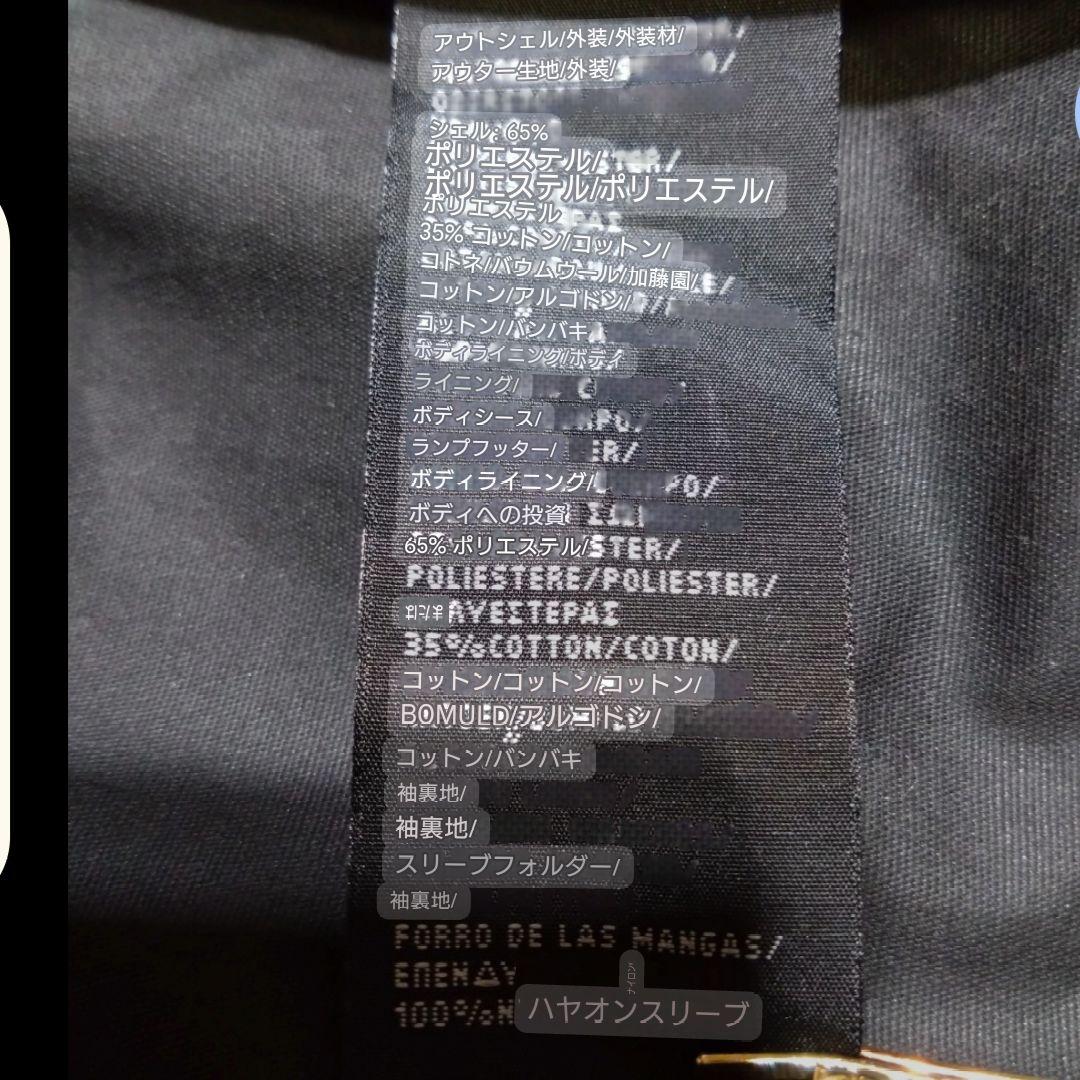 アウトシェル/外装/外装材/
アウター生地/外装/
シェル: 65%
ポリエステル/
ポリエステル/ポリエステル/
ポリエステル
35% コットン/コットン/
コトネ/バウムウール/加藤園/
コットン/アルゴドン/
コットン/バンバキ
ボディライニング/ボディ
ライニング/
ボディシース/
ランプフッター/
ボディライニング/
ボディへの投資
65% ポリエステル/STER/
POLIESTERE/POLIESTER/
ΑΥΕΣΤΕΡΑΣ
35%COTTON/COTON/
コットン/コットン/コットン/
BOMULD/アルゴドシ/
コットン/バンバキ
袖裏地/
袖裏地/
スリーブフォルダー/
袖裏地/
FORRO DE LAS MANGAS/
ΕΠΕΝΔΥ
ナイロン
100%N ハヤオンスリーブ